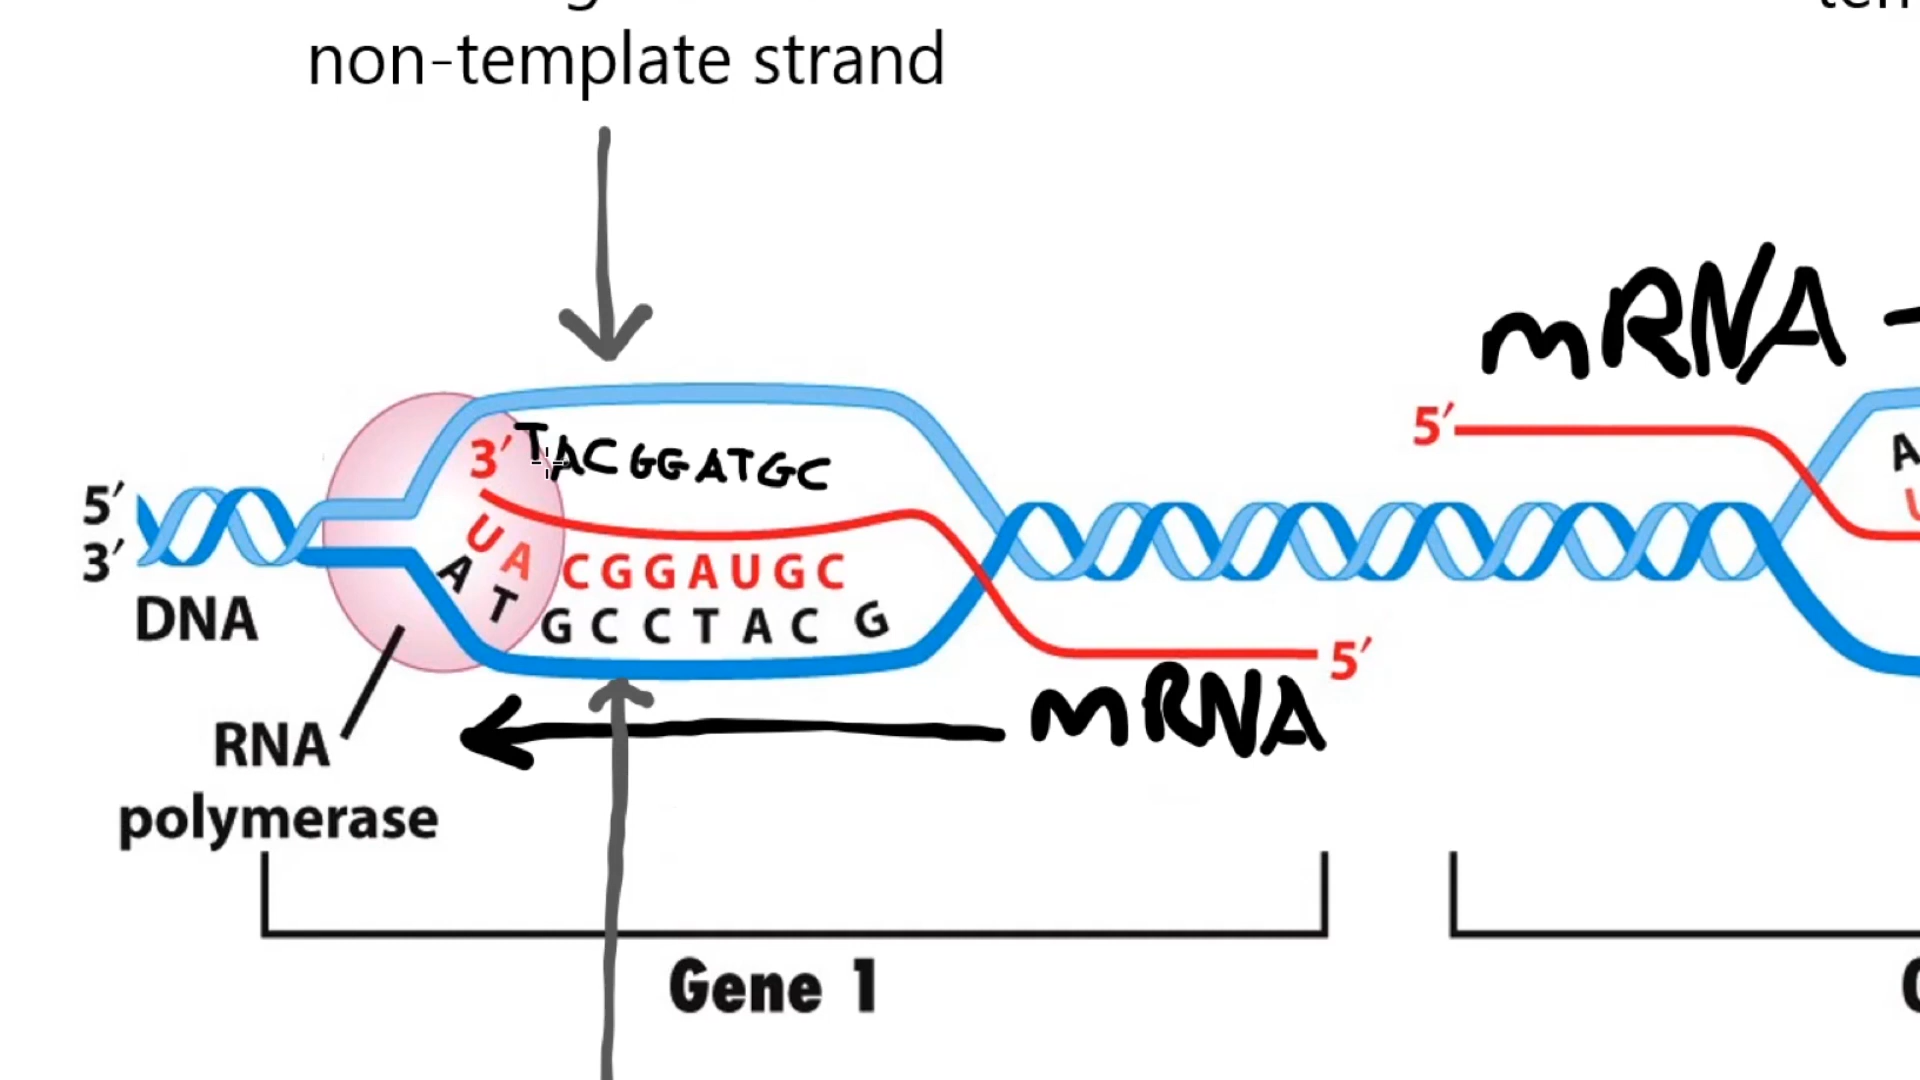 non-template strand
mRNA
5′
3′ TACGGATGC
5′
3′
DNA
UA CGGAUGC
AT GCCTACG
5′
mRNA
RNA
polymerase
Gene 1